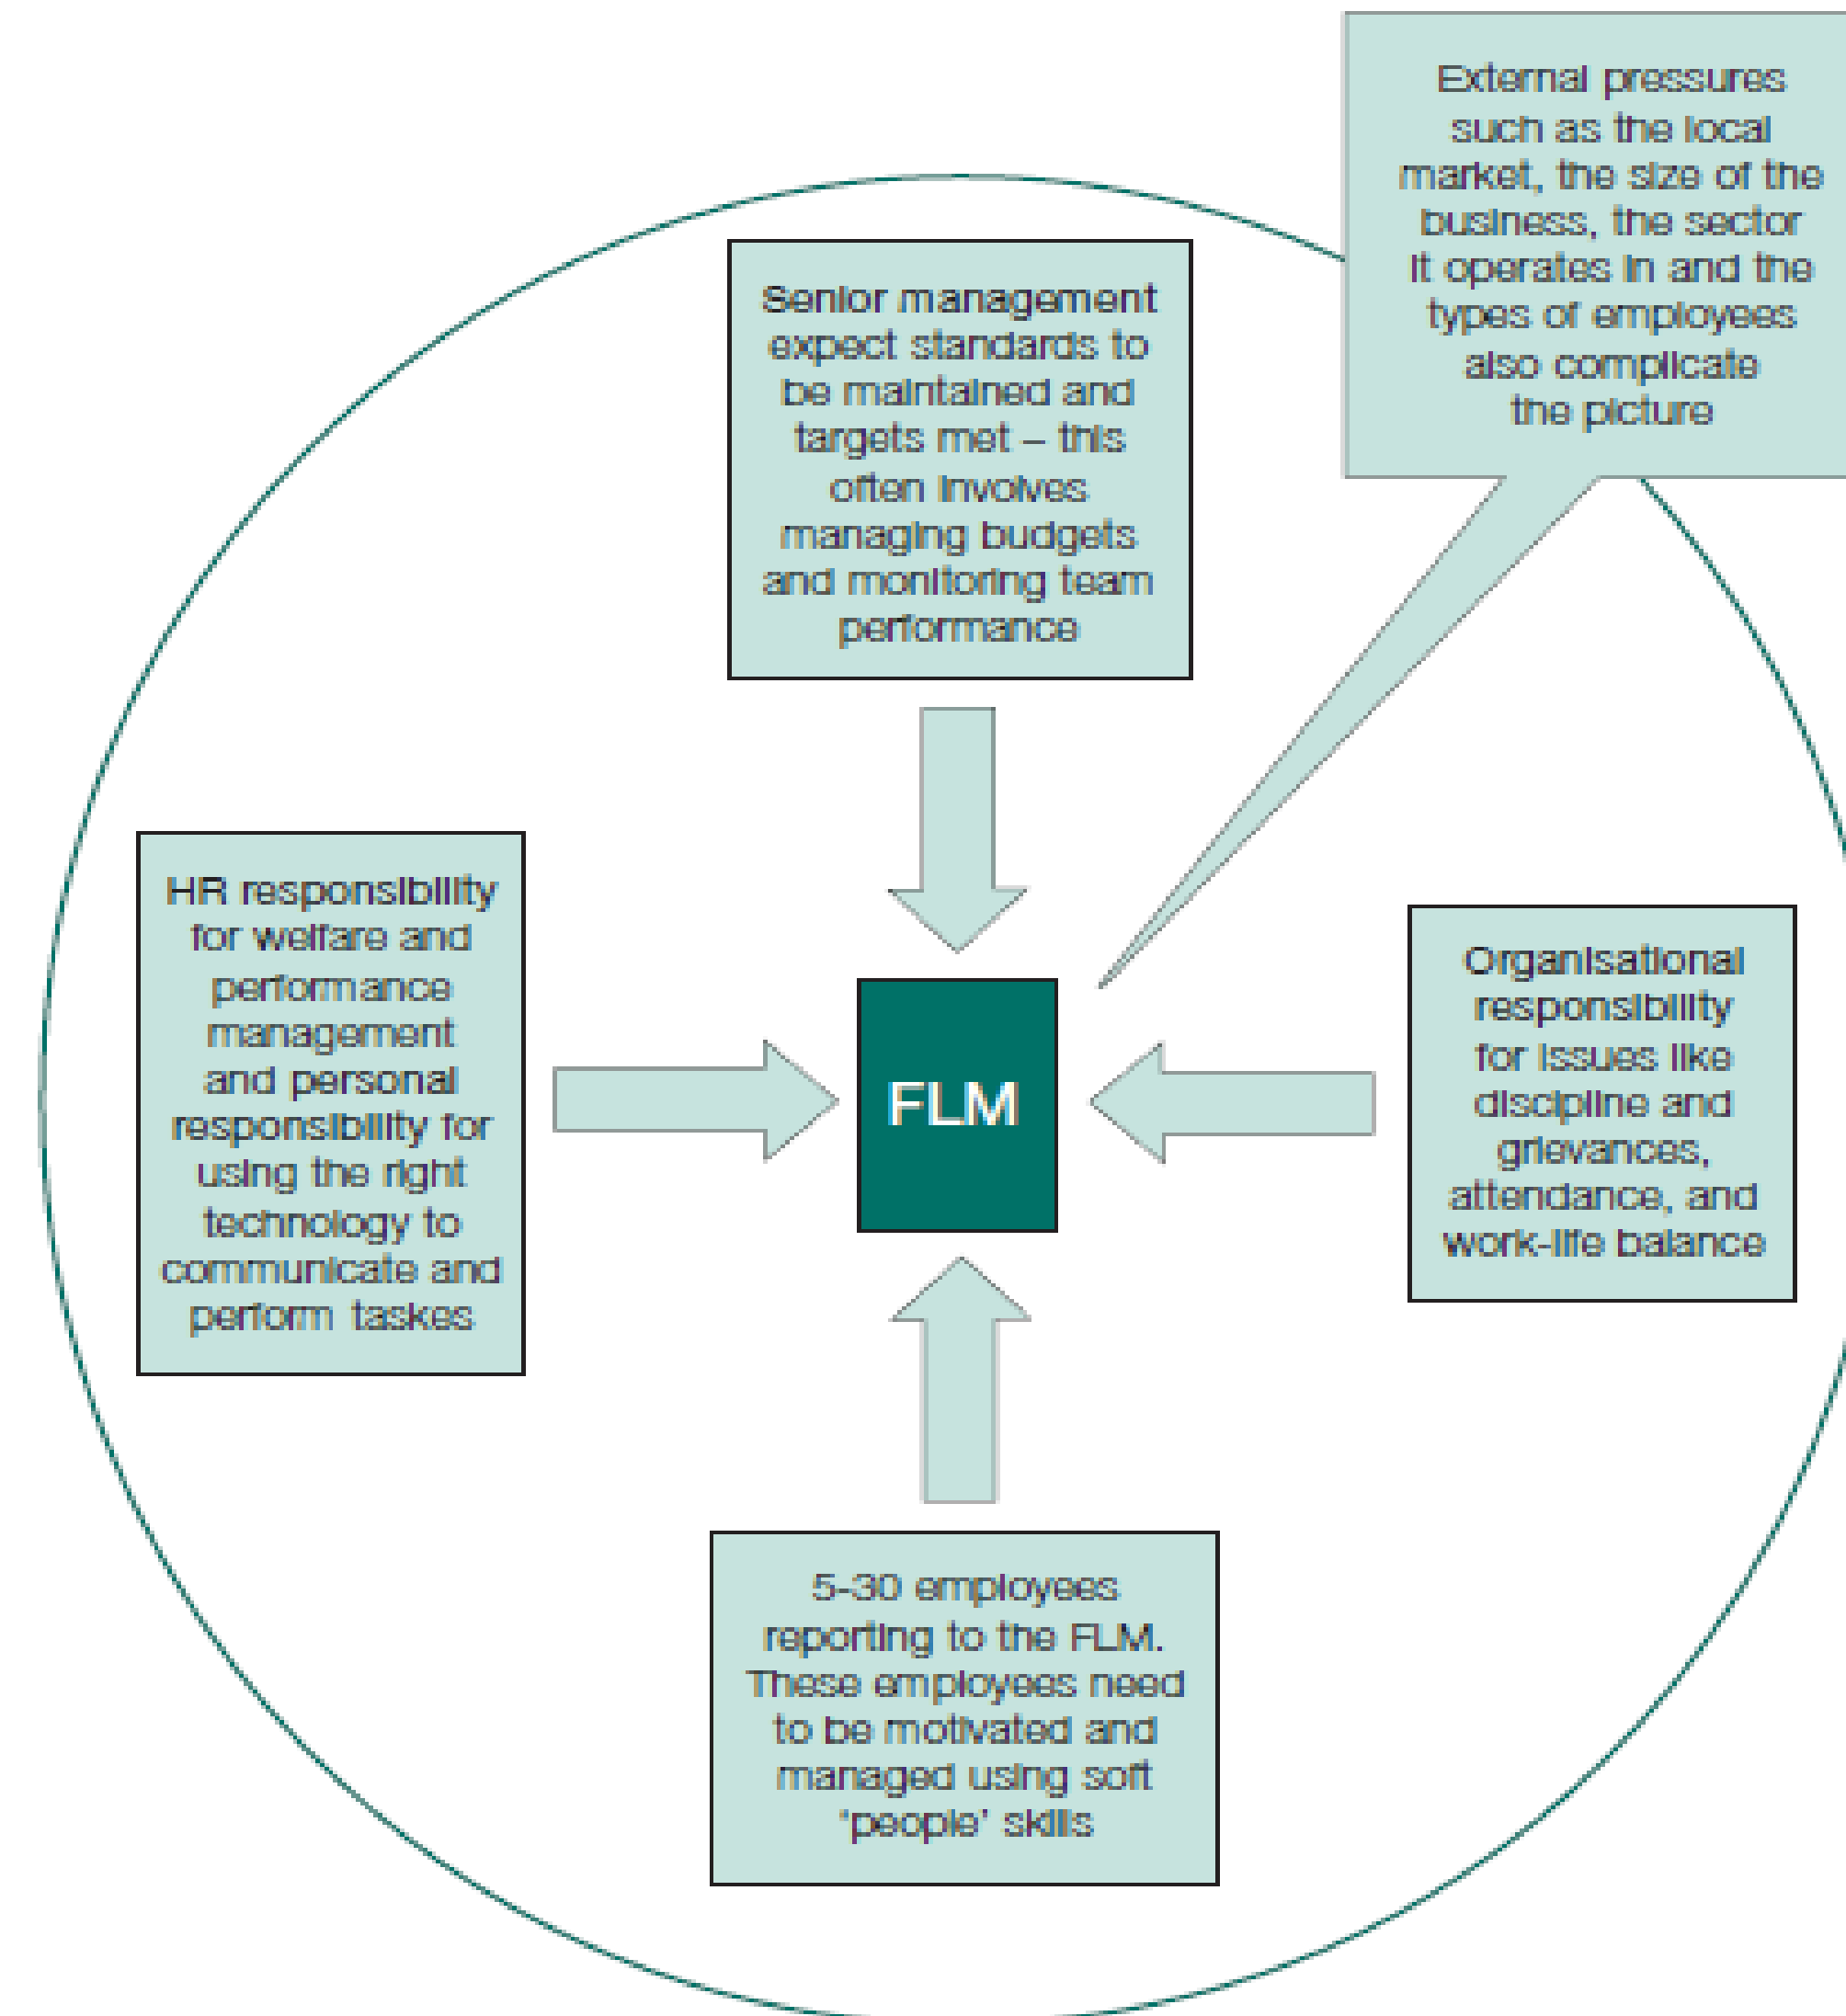 External pressures
such as the local
market, the size of the
business, the sector
it operates in and the
types of employees
also complicate
the picture
Senior management
expect standards to
be maintained and
targets met – this
often involves
managing budgets
and monitoring team
performance
HR responsibility
for welfare and
performance
management
and personal
responsibility for
using the right
technology to
communicate and
perform taskes
FLM
Organisational
responsibility
for issues like
discipline and
grievances,
attendance, and
work-life balance
5-30 employees
reporting to the FLM.
These employees need
to be motivated and
managed using soft
‘people’ skills